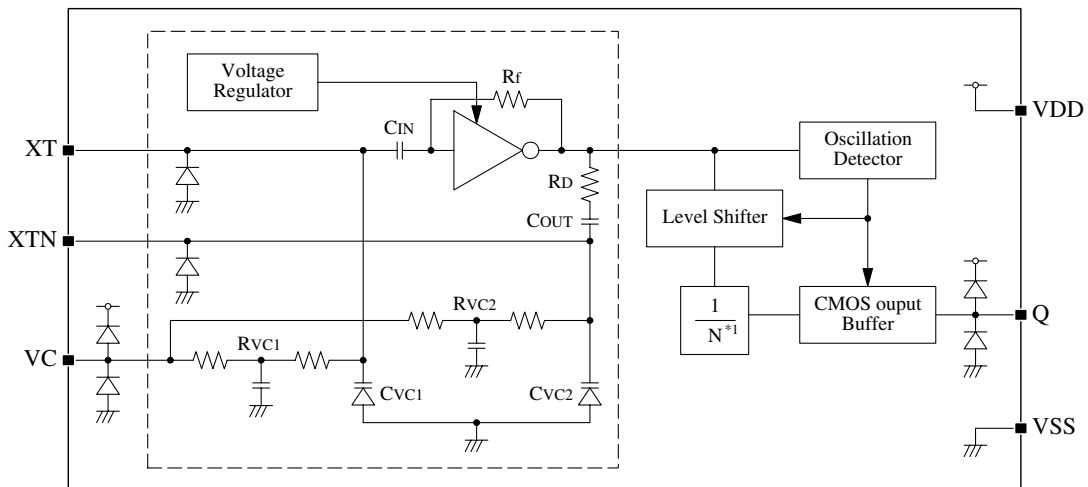 Voltage
Regulator
Rf
VDD
CIN
XT
Oscillation
Detector
RD
Level Shifter
COUT
XTN
RVC2
1
N*1
CMOS ouput
Buffer
Q
RVC1
VC
CVC1
CVC2
VSS